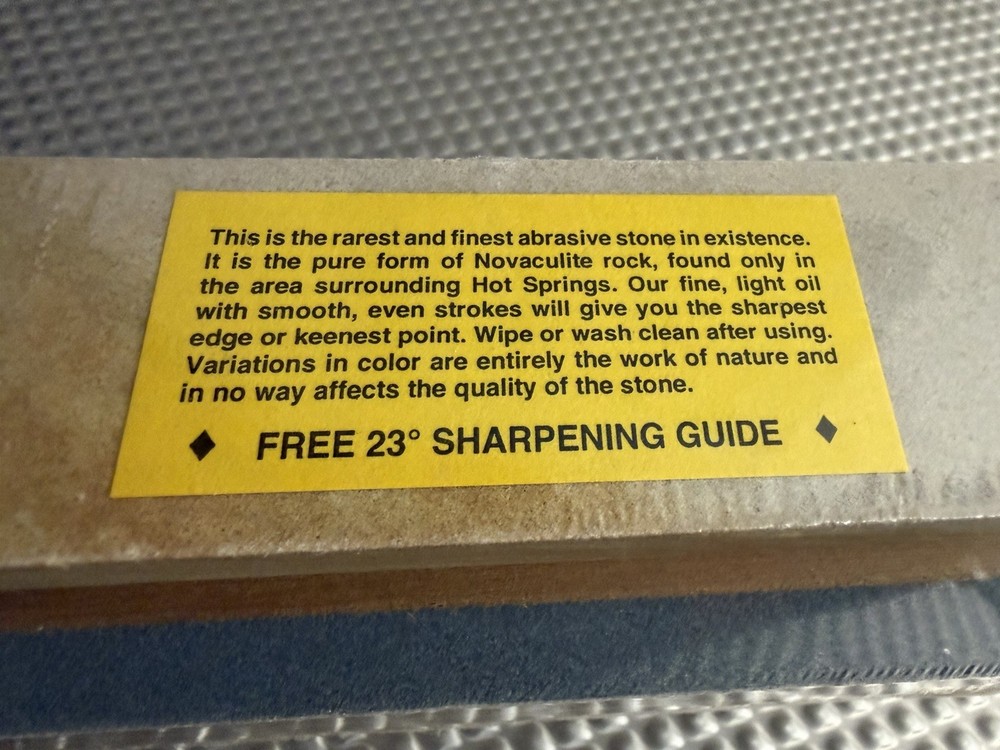 This is the rarest and finest abrasive stone in existence.
It is the pure form of Novaculite rock, found only in
the area surrounding Hot Springs. Our fine, light oil
with smooth, even strokes will give you the sharpest
edge or keenest point. Wipe or wash clean after using.
Variations in color are entirely the work of nature and
in no way affects the quality of the stone.
♦ FREE 23° SHARPENING GUIDE ♦